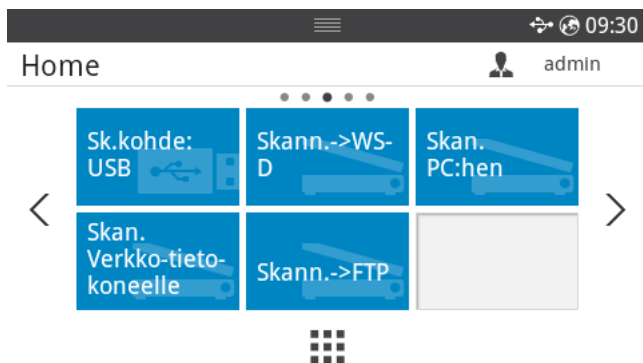 09:30
Home
admin
Sk.kohde:
USB
Skann.->WS-
D
Skan.
PC:hen
Skan.
Verkko-tieto-
koneelle
Skann.->FTP